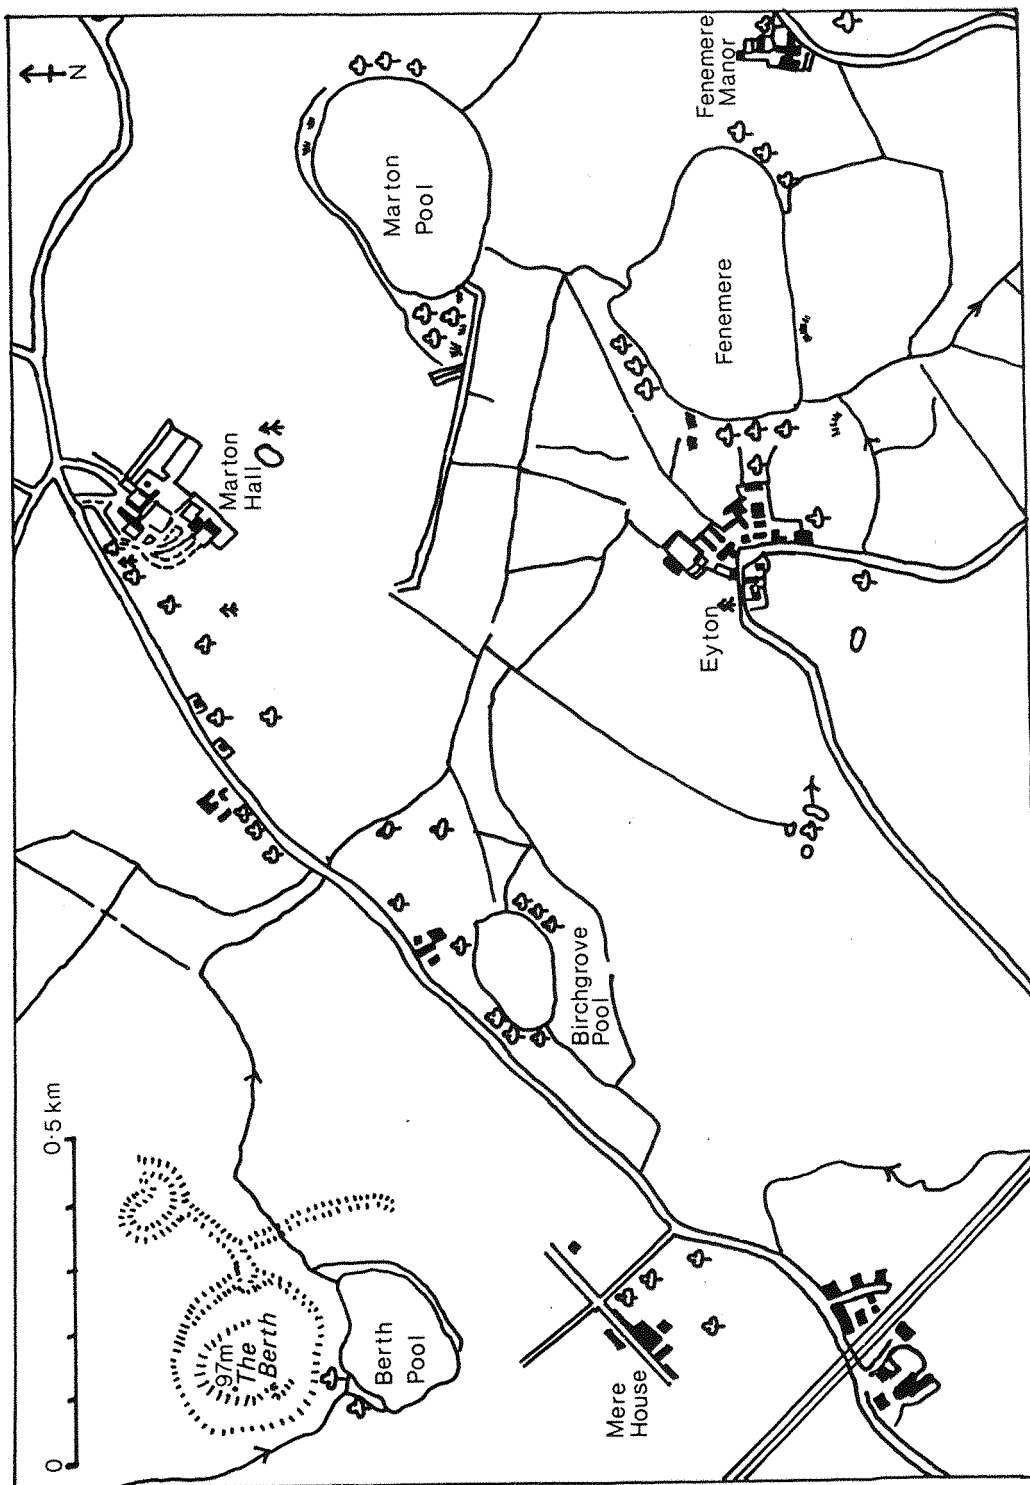 N
0·5 km
0
97m
The
Berth
Berth
Pool
Marton
Hall
Marton
Pool
Birchgrove
Pool
Mere
House
Fenemere
Manor
Fenemere
Eyton